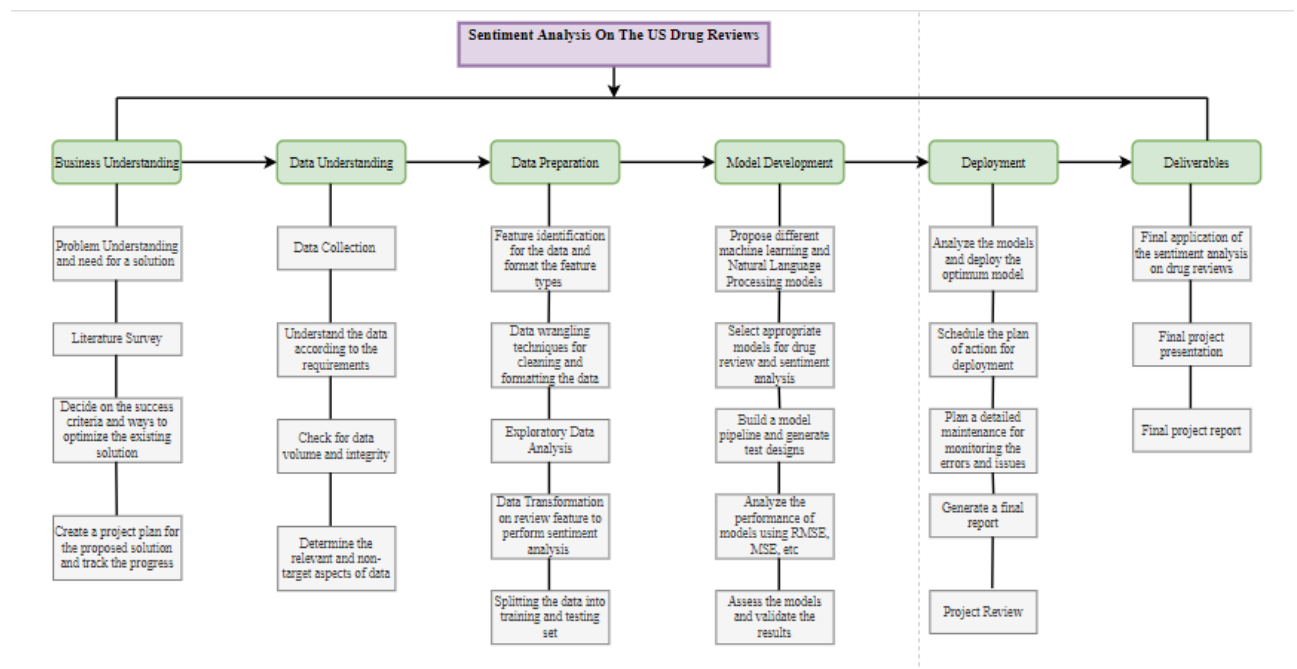 Sentiment Analysis On The US Drug Reviews
Business Understanding
Data Understanding
Data Preparation
Model Development
Deployment
Deliverables
Problem Understanding
and need for a solution
Literature Survey
Decide on the success
criteria and ways to
optimize the existing
solution
Create a project plan for
the proposed solution
and track the progress
Data Collection
Understand the data
according to the
requirements
Check for data
volume and integrity
Determine the
relevant and non-
target aspects of data
Feature identification
for the data and
format the feature
types
Data wrangling
techniques for
cleaning and
formatting the data
Exploratory Data
Analysis
Data Transformation
on review feature to
perform sentiment
analysis
Splitting the data into
training and testing
set
Propose different
machine learning and
Natural Language
Processing models
Select appropriate
models for drug
review and sentiment
analysis
Build a model
pipeline and generate
test designs
Analyze the
performance of
models using RMSE,
MSE, etc
Assess the models
and validate the
results
Analyze the models
and deploy the
optimum model
Schedule the plan
of action for
deployment
Plan a detailed
maintenance for
monitoring the
errors and issues
Generate a final
report
Project Review
Final application of
the sentiment analysis
on drug reviews
Final project
presentation
Final project report